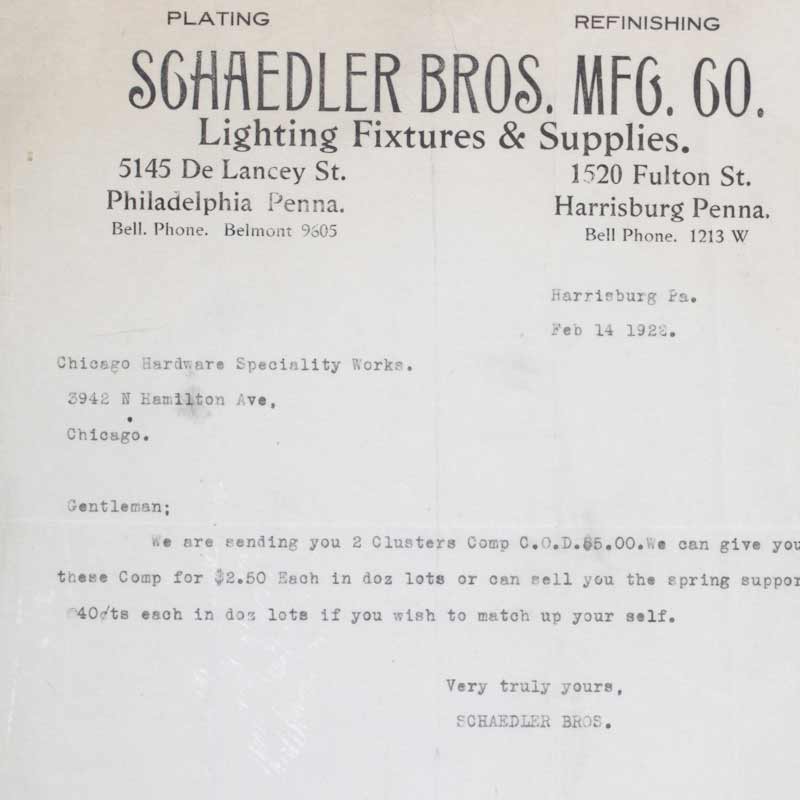 PLATING REFINISHING
SCHAEDLER BROS. MFG. CO.
Lighting Fixtures & Supplies.
5145 De Lancey St. 1520 Fulton St.
Philadelphia Penna. Harrisburg Penna.
Bell. Phone. Belmont 9605 Bell Phone. 1213 W
Harrisburg Pa.
Feb 14 1922.
Chicago Hardware Speciality Works.
3942 N Hamilton Ave,
Chicago.
Gentleman;
We are sending you 2 Clusters Comp C.O.D.$5.00.We can give you
these Comp for $2.50 Each in doz lots or can sell you the spring suppor
40¢ts each in doz lots if you wish to match up your self.
Very truly yours,
SCHAEDLER BROS.